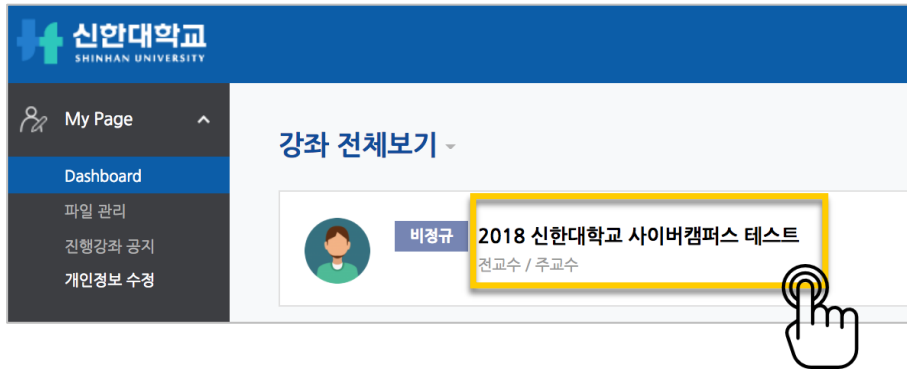 신한대학교
SHINHAN UNIVERSITY
My Page
Dashboard
파일 관리
진행강좌 공지
개인정보 수정
강좌 전체보기
비정규
2018 신한대학교 사이버캠퍼스 테스트
전교수 / 주교수